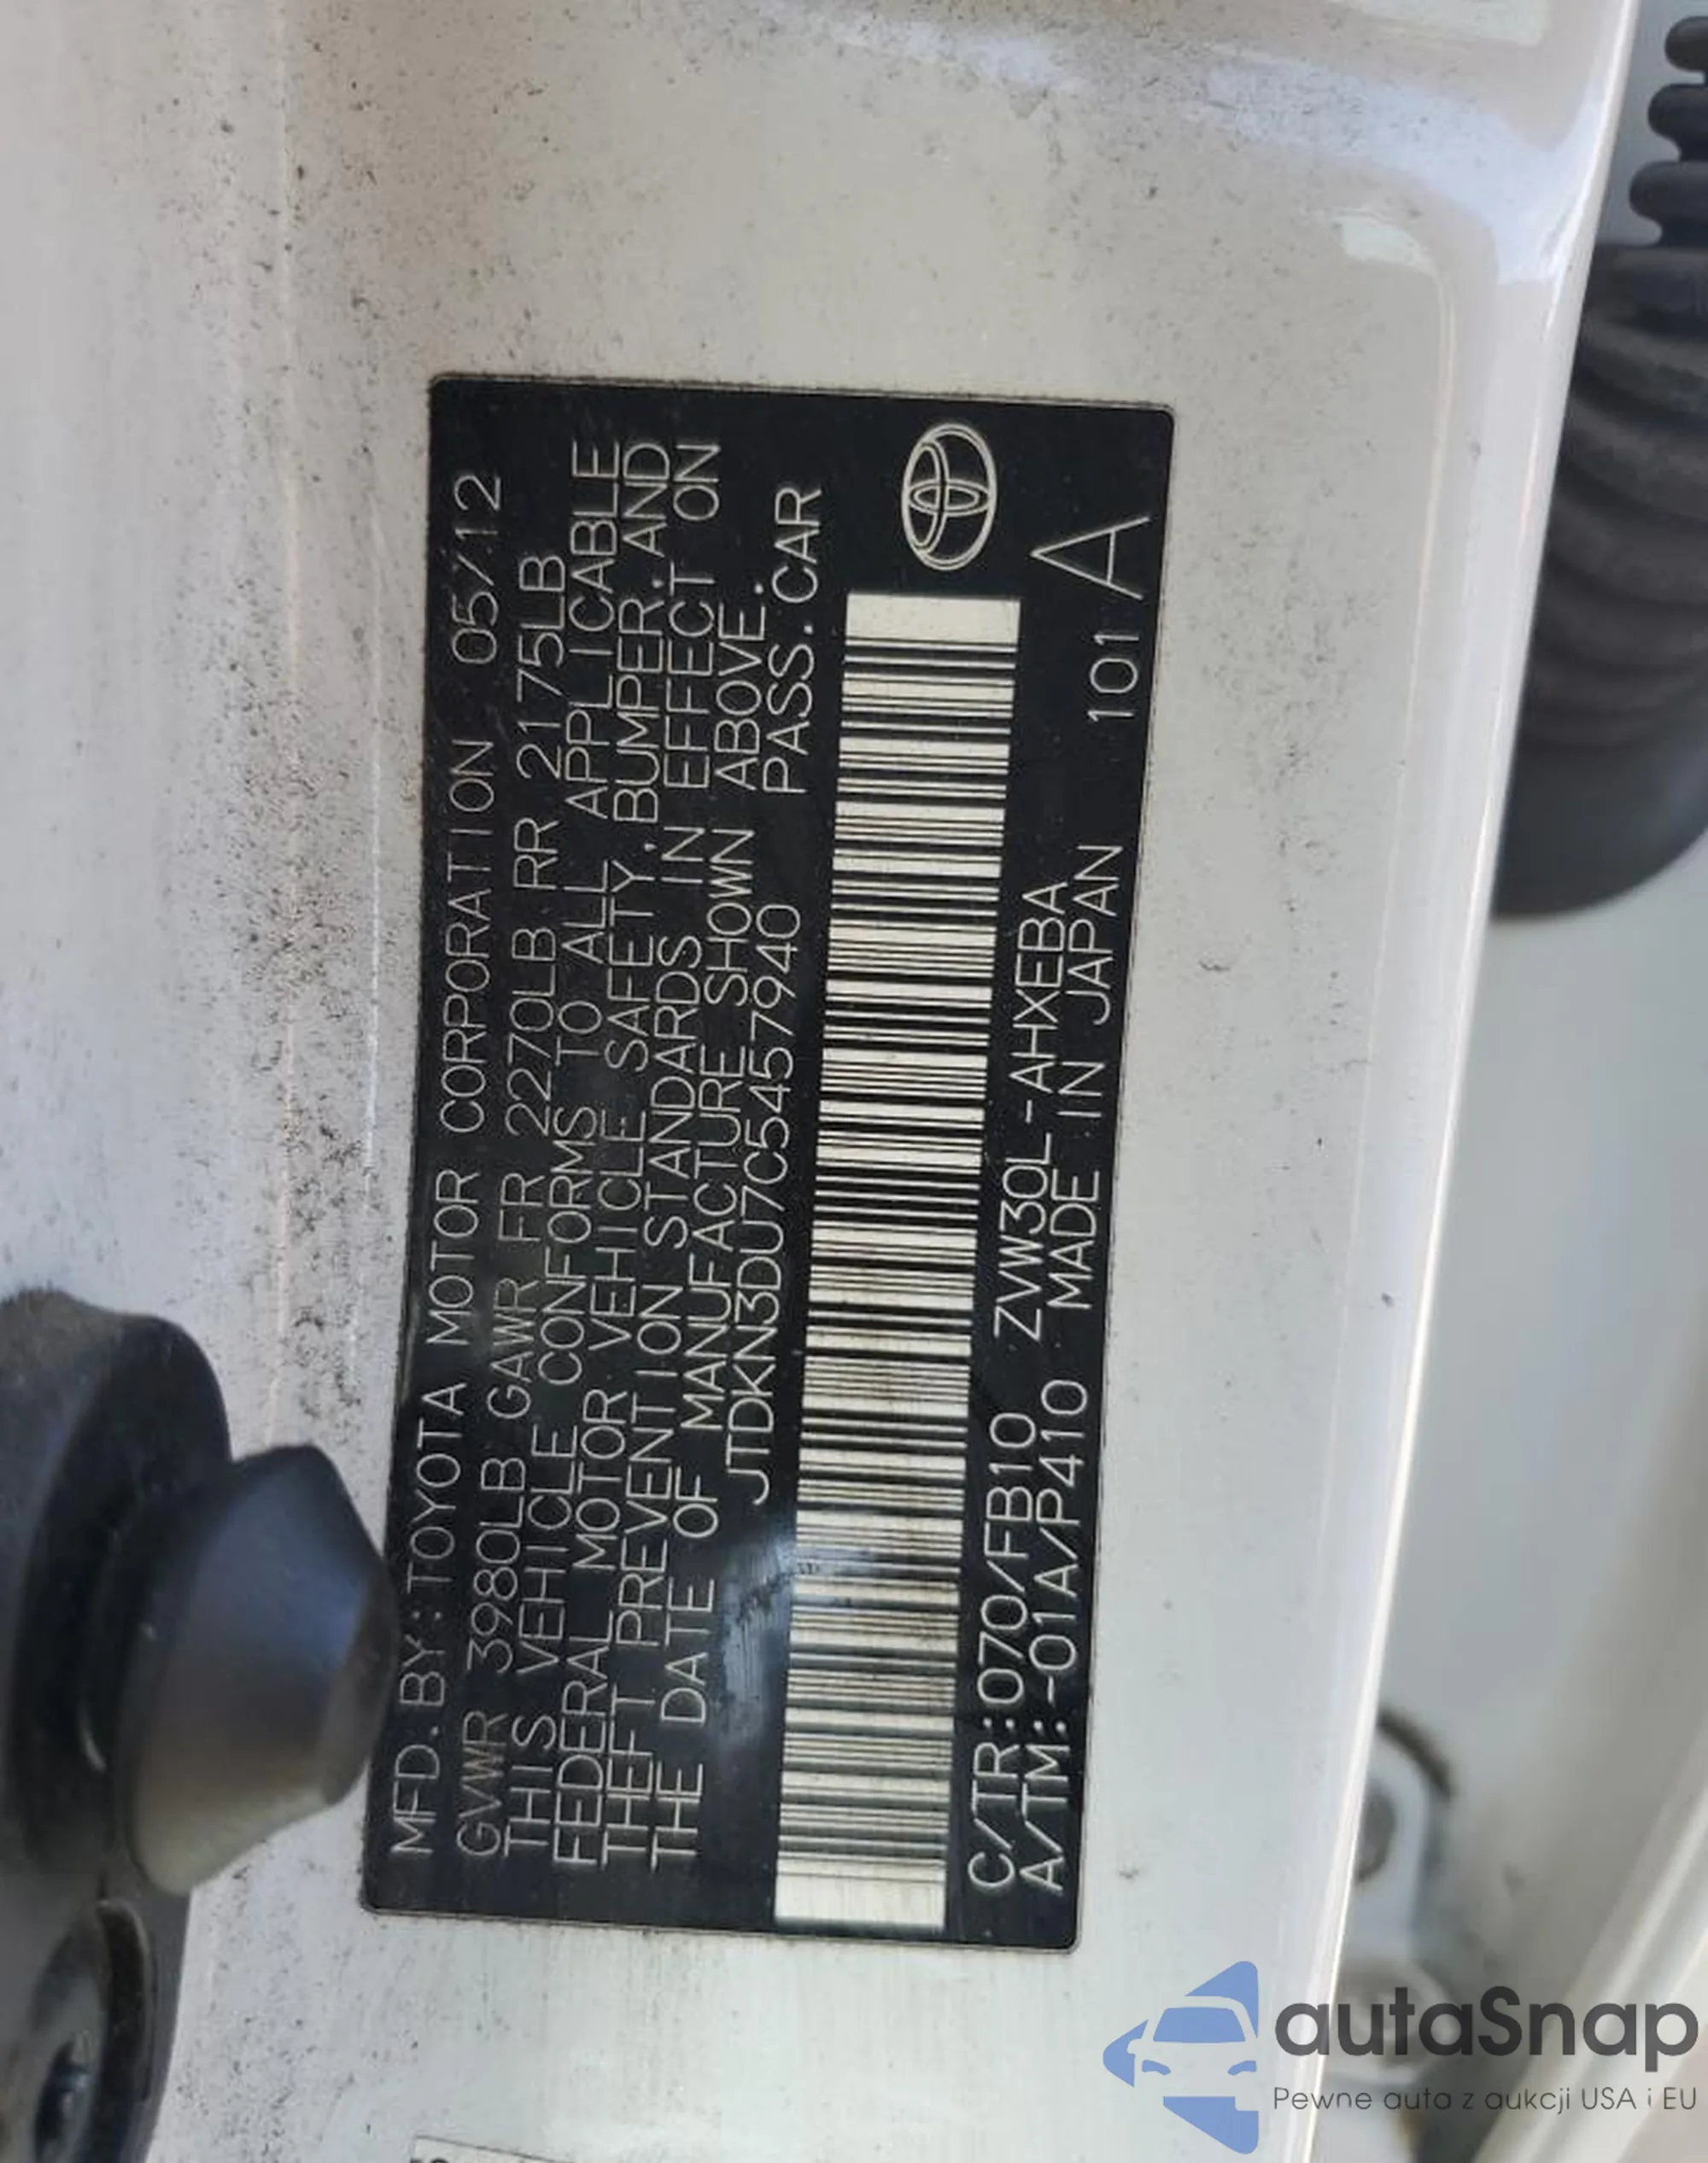 MFD.BY:TOYOTA MOTOR CORPORATION 05/12
GVWR 3980LB GAWR FR 2270LB RR 2175LB
THIS VEHICLE CONFORMS TO ALL APPLICABLE
FEDERAL MOTOR VEHICLE SAFETY,BUMPER,AND
THEFT PREVENTION STANDARDS IN EFFECT ON
THE DATE OF MANUFACTURE SHOWN ABOVE.
JTDKN3DU7C5457940 PASS.CAR
C/TR:070/FB10 ZVW30L-AHXEBA
A/TM:-01A/P410 MADE IN JAPAN 101 A
autaSnap
Pewne auta z aukcji USA i EU